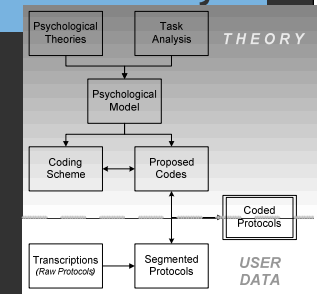 Psychological
Theories
Task
Analysis
THEORY
Psychological
Model
Coding
Scheme
Proposed
Codes
Coded
Protocols
Transcriptions
(Raw Protocols)
Segmented
Protocols
USER
DATA